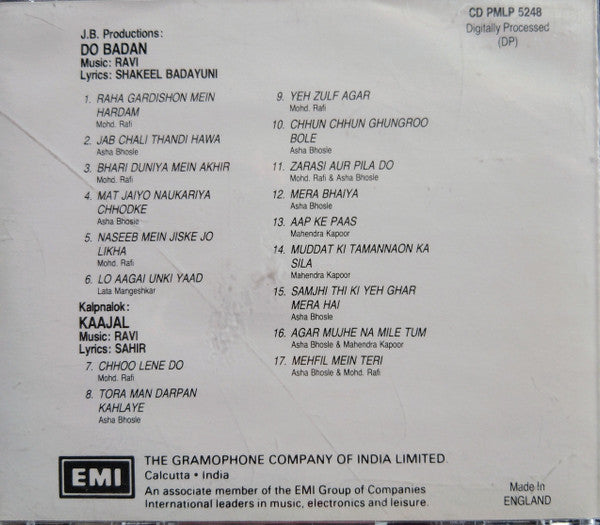 J.B. Productions:
DO BADAN
Music: RAVI
Lyrics: SHAKEEL BADAYUNI
1. RAHA GARDISHON MEIN
HARDAM
Mohd. Rafi
2. JAB CHALI THANDI HAWA
Asha Bhosle
3. BHARI DUNIYA MEIN AKHIR
Mohd. Rafi
4. MAT JAIYO NAUKARIYA
CHHODKE
Asha Bhosle
5. NASEEB MEIN JISKE JO
LIKHA
Mohd. Rafi
6. LO AAGAI UNKI YAAD
Lata Mangeshkar
Kalpnalok:
KAAJAL
Music: RAVI
Lyrics: SAHIR
7. CHHOO LENE DO
Mohd. Rafi
8. TORA MAN DARPAN
KAHLAYE
Asha Bhosle
CD PMLP 5248
Digitally Processed
(DP)
9. YEH ZULF AGAR
Mohd. Rafi
10. CHHUN CHHUN GHUNGROO
BOLE
Asha Bhosle
11. ZARASI AUR PILA DO
Mohd. Rafi & Asha Bhosle
12. MERA BHAIYA
Asha Bhosle
13. AAP KE PAAS
Mahendra Kapoor
14. MUDDAT KI TAMANNAON KA
SILA
Mahendra Kapoor
15. SAMJHI THI KI YEH GHAR
MERA HAI
Asha Bhosle
16. AGAR MUJHE NA MILE TUM
Asha Bhosle & Mahendra Kapoor
17. MEHFIL MEIN TERI
Asha Bhosle & Mohd. Rafi
EMI
THE GRAMOPHONE COMPANY OF INDIA LIMITED
Calcutta • India
An associate member of the EMI Group of Companies
International leaders in music, electronics and leisure.
Made In
ENGLAND